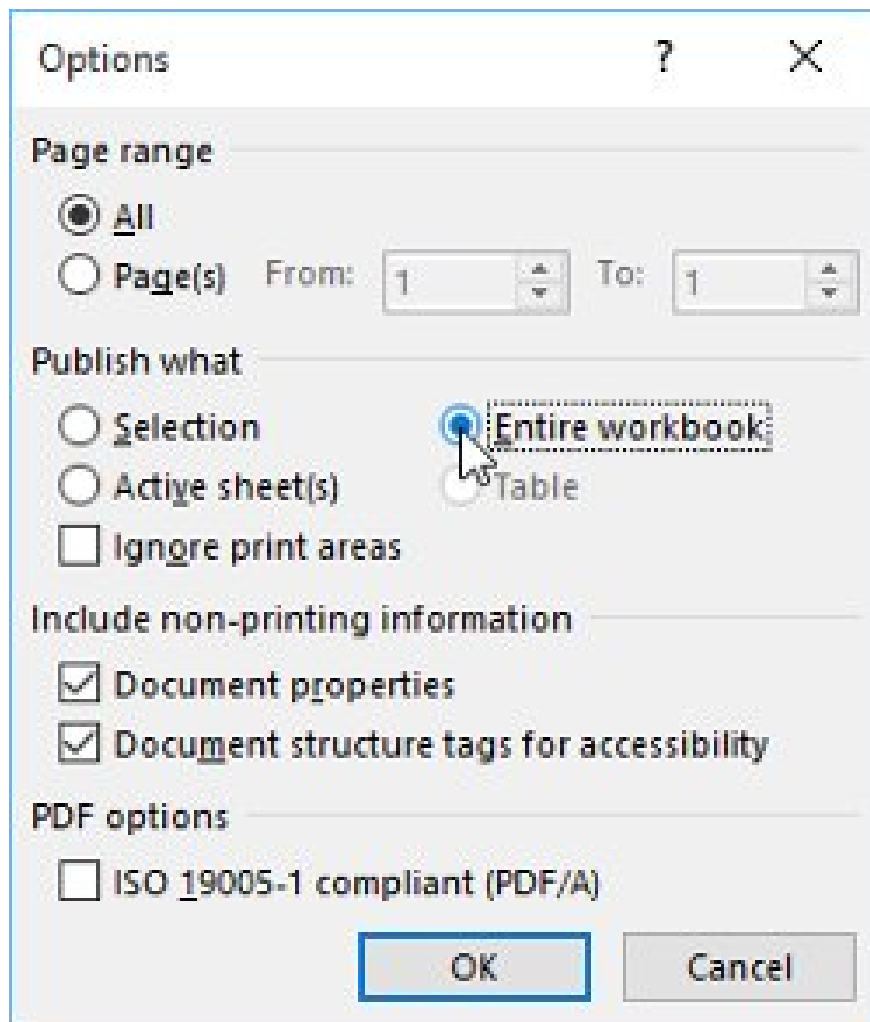 Options ?
Page range
All
Page(s) From: 1 To: 1
Publish what
Selection Entire workbook
Active sheet(s) Table
Ignore print areas
Include non-printing information
Document properties
Document structure tags for accessibility
PDF options
ISO 19005-1 compliant (PDF/A)
OK Cancel